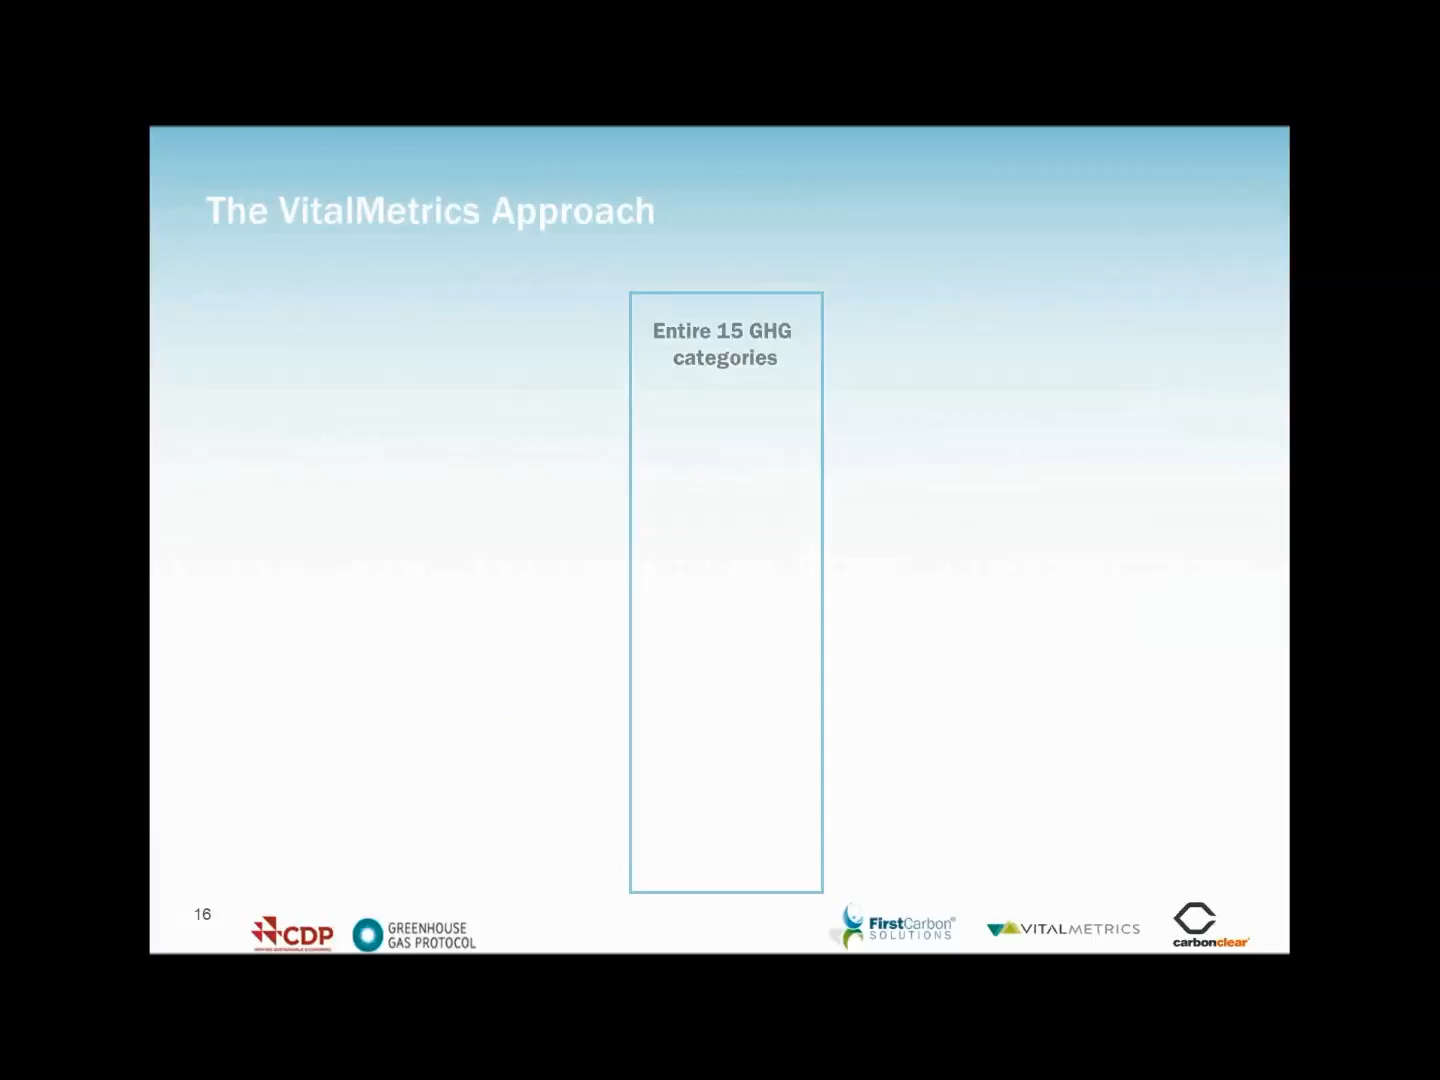 The VitalMetrics Approach
Entire 15 GHG
categories
16
CDP
GREENHOUSE
GAS PROTOCOL
FirstCarbon®
SOLUTIONS
VITALMETRICS
carbonclear